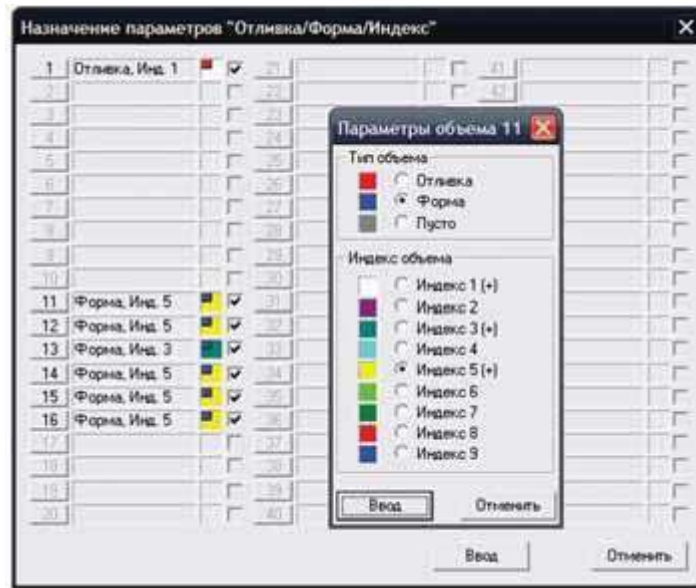 Назначение параметров "Отливка/Форма/Индекс"
1 Отливка, Инд. 1 21 41
2 22 42
3
4 24
5 25
6 26
7 27
8
9
10
11 Форма, Инд. 5 31
12 Форма, Инд. 5 32
13 Форма, Инд. 3 33
14 Форма, Инд. 5 34
15 Форма, Инд. 5 35
16 Форма, Инд. 5 36
17 37
18
19 39
20 40
Ввод Отменить
Параметры объема 11
Тип объема
Отливка
Форма
Пусто
Индекс объема
Индекс 1 (+)
Индекс 2
Индекс 3 (+)
Индекс 4
Индекс 5 (+)
Индекс 6
Индекс 7
Индекс 8
Индекс 9
Ввод Отменить